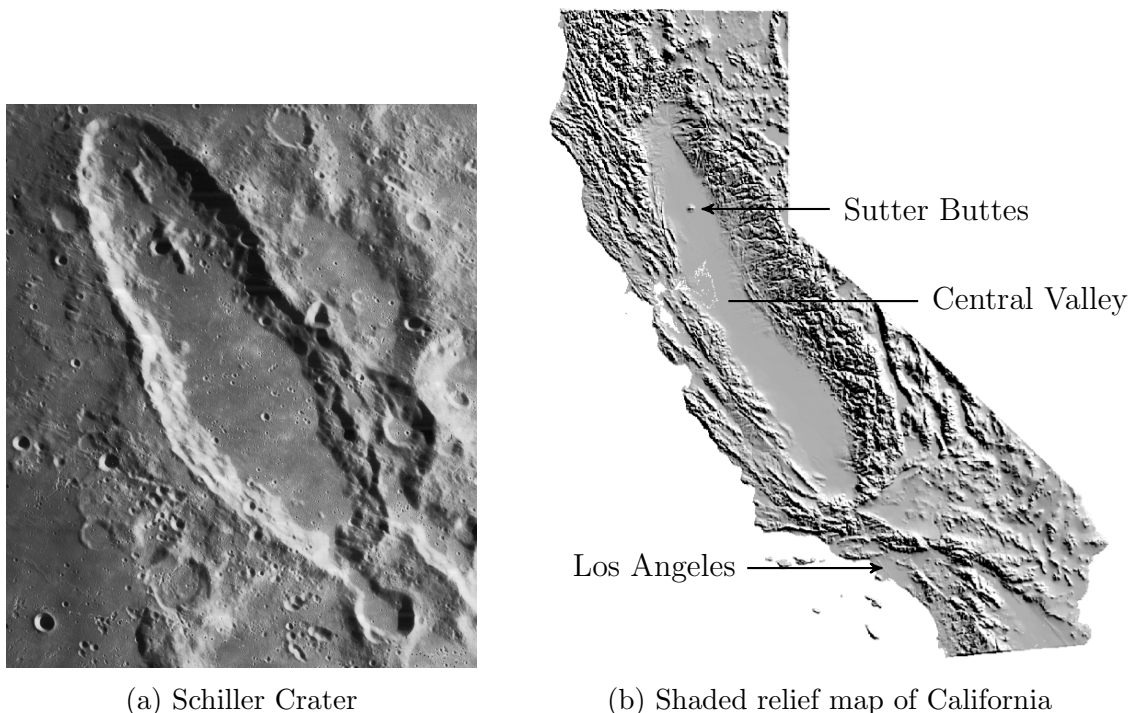 Sutter Buttes
Central Valley
Los Angeles
(a) Schiller Crater
(b) Shaded relief map of California